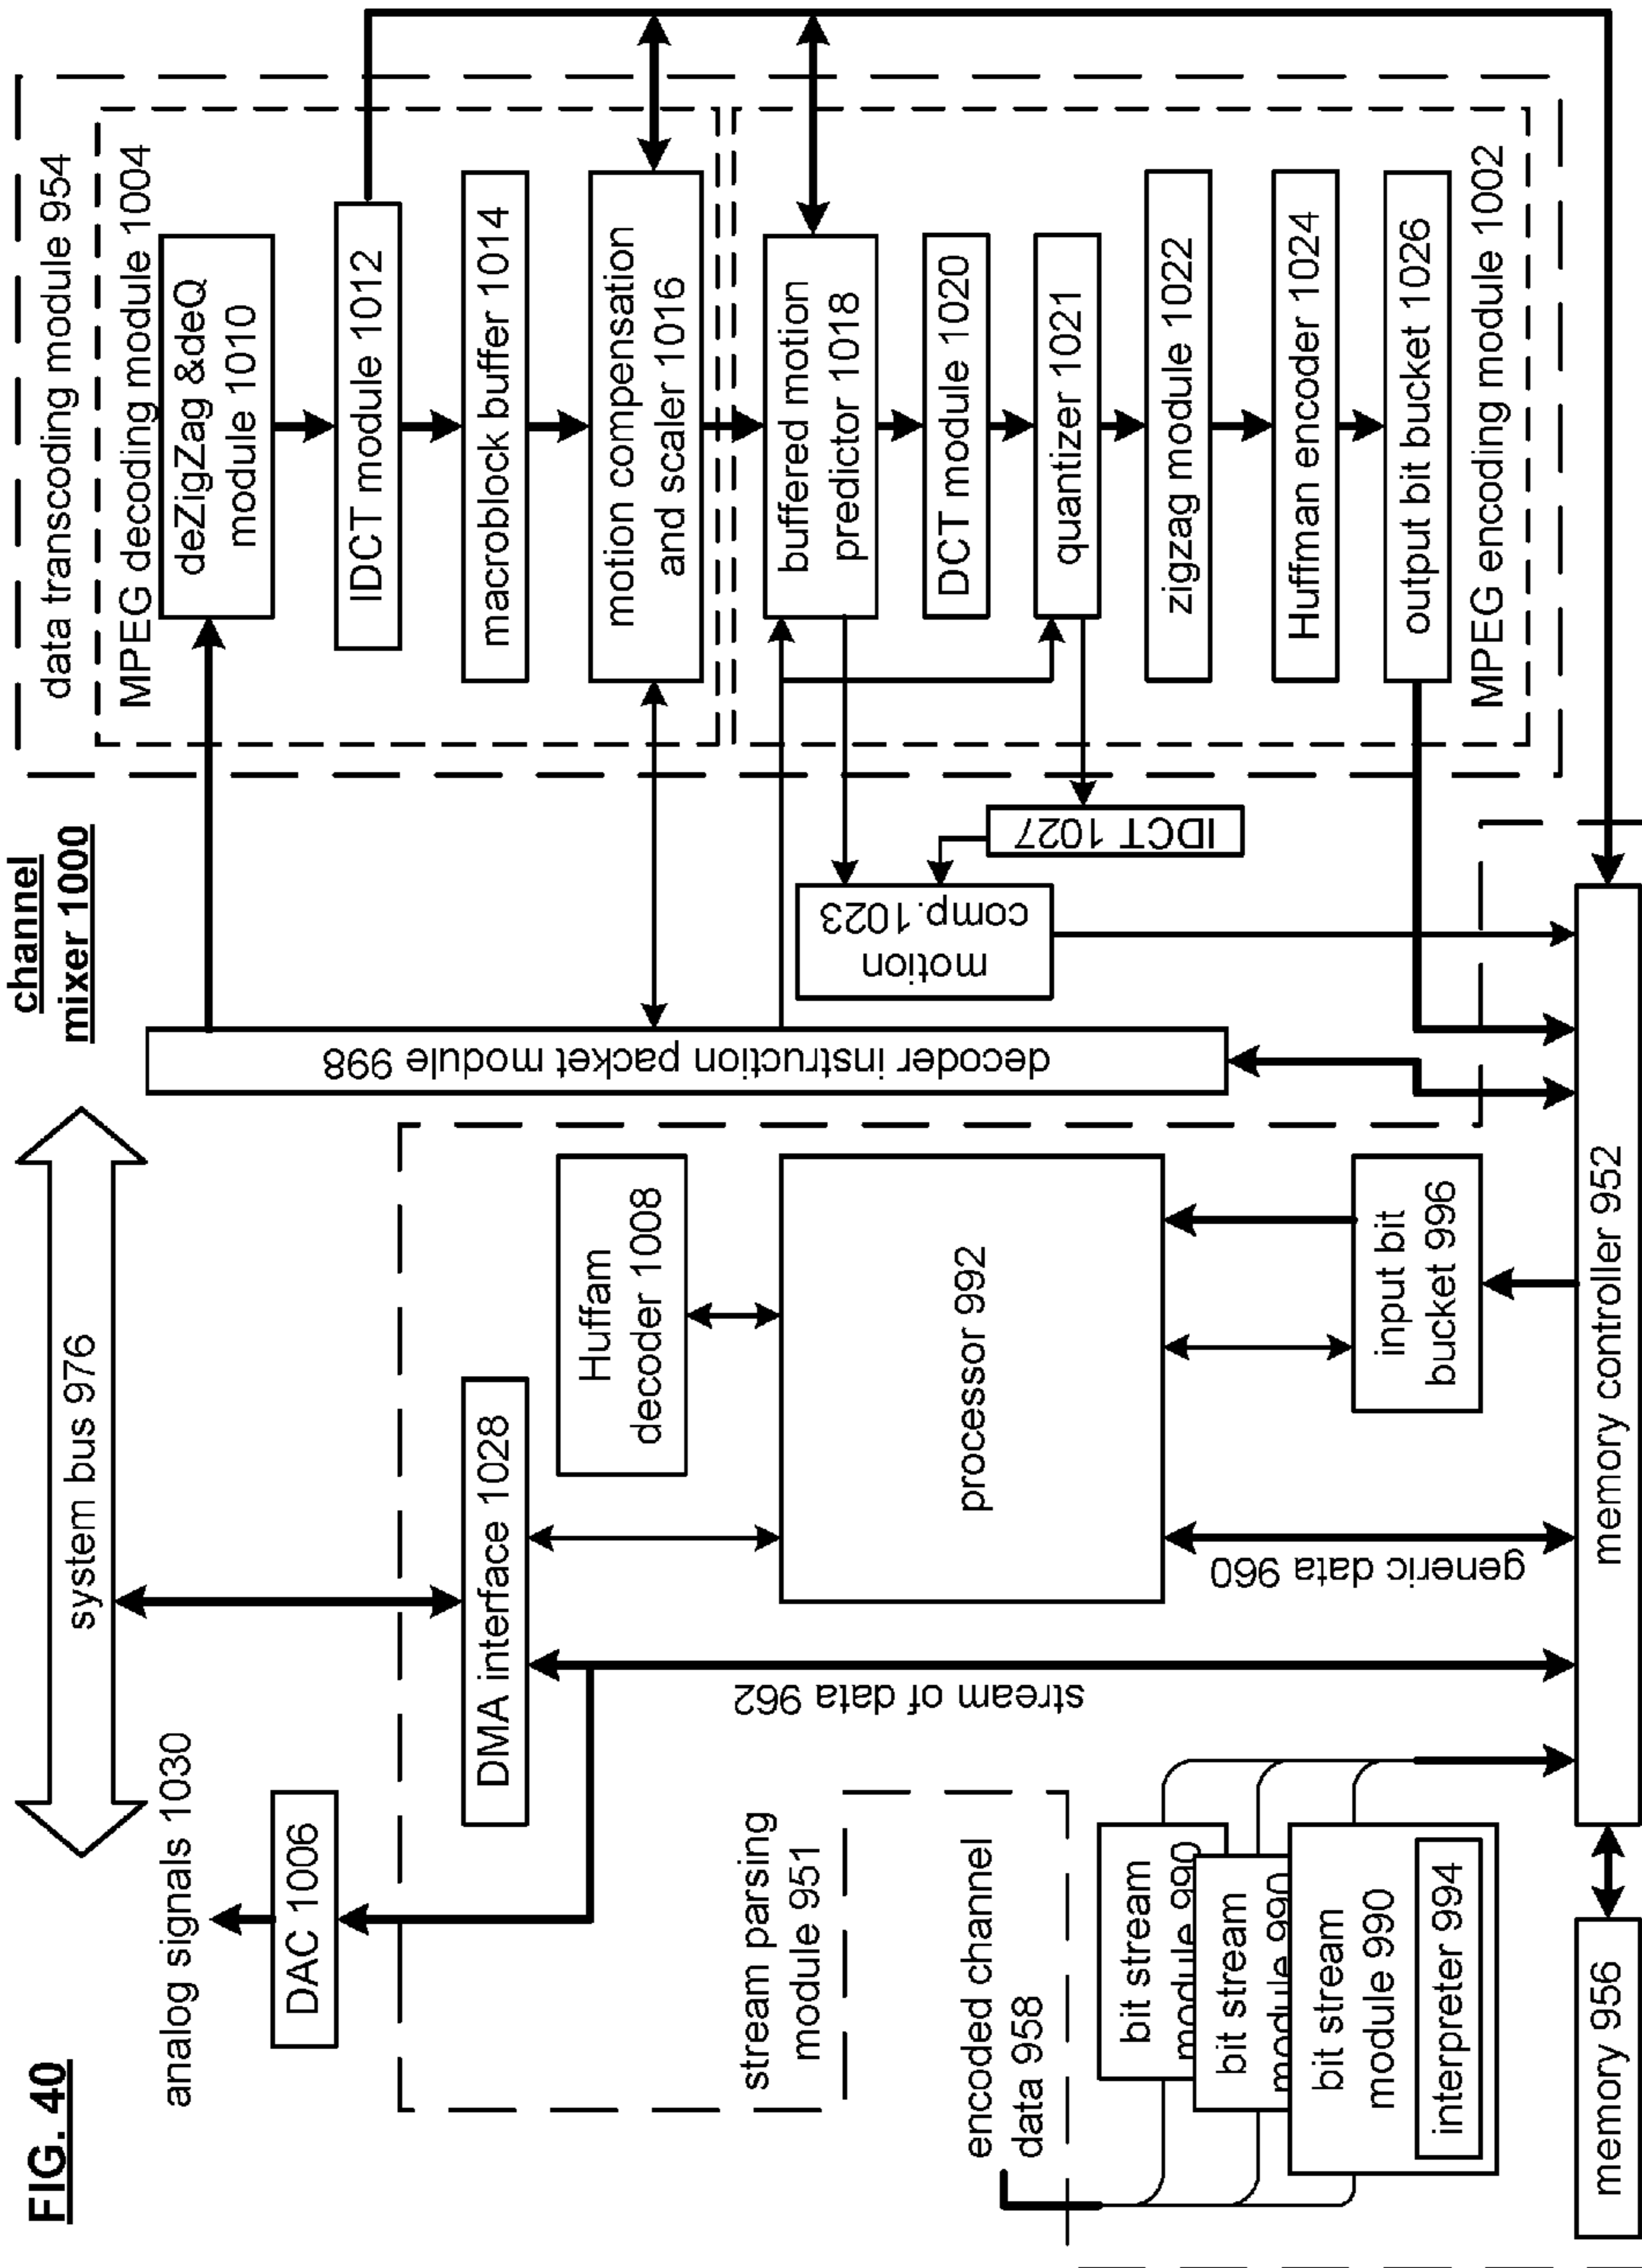 FIG. 40
channel
mixer 1000
system bus 976
analog signals 1030
DAC 1006
DMA interface 1028
Huffam
decoder 1008
stream parsing
module 951
processor 992
stream of data 962
generic data 960
input bit
bucket 996
encoded channel
data 958
bit stream
module 990
bit stream
module 990
bit stream
module 990
interpreter 994
memory 956
memory controller 952
decoder instruction packet module 998
motion
comp.1023
IDCT 1027
data transcoding module 954
MPEG decoding module 1004
deZigZag &deQ
module 1010
IDCT module 1012
macroblock buffer 1014
motion compensation
and scaler 1016
buffered motion
predictor 1018
DCT module 1020
quantizer 1021
zigzag module 1022
Huffman encoder 1024
output bit bucket 1026
MPEG encoding module 1002